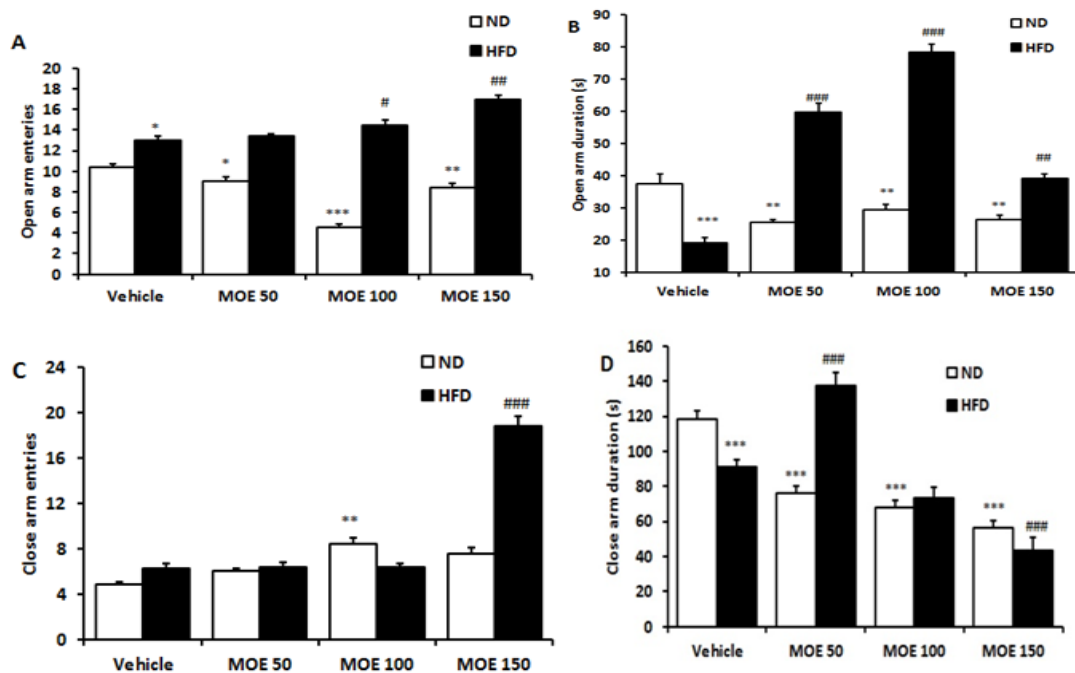 A
ND
HFD
Open arm enteries
18
16
14
12
10
8
6
4
2
0
*
*
***
#
**
##
Vehicle
MOE 50
MOE 100
MOE 150
B
ND
HFD
Open arm duration (s)
90
80
70
60
50
40
30
20
10
***
**
###
**
###
**
##
Vehicle
MOE 50
MOE 100
MOE 150
C
ND
HFD
Close arm entries
24
20
16
12
8
4
0
**
###
Vehicle
MOE 50
MOE 100
MOE 150
D
ND
HFD
Close arm duration (s)
160
140
120
100
80
60
40
20
0
***
***
###
***
***
###
Vehicle
MOE 50
MOE 100
MOE 150